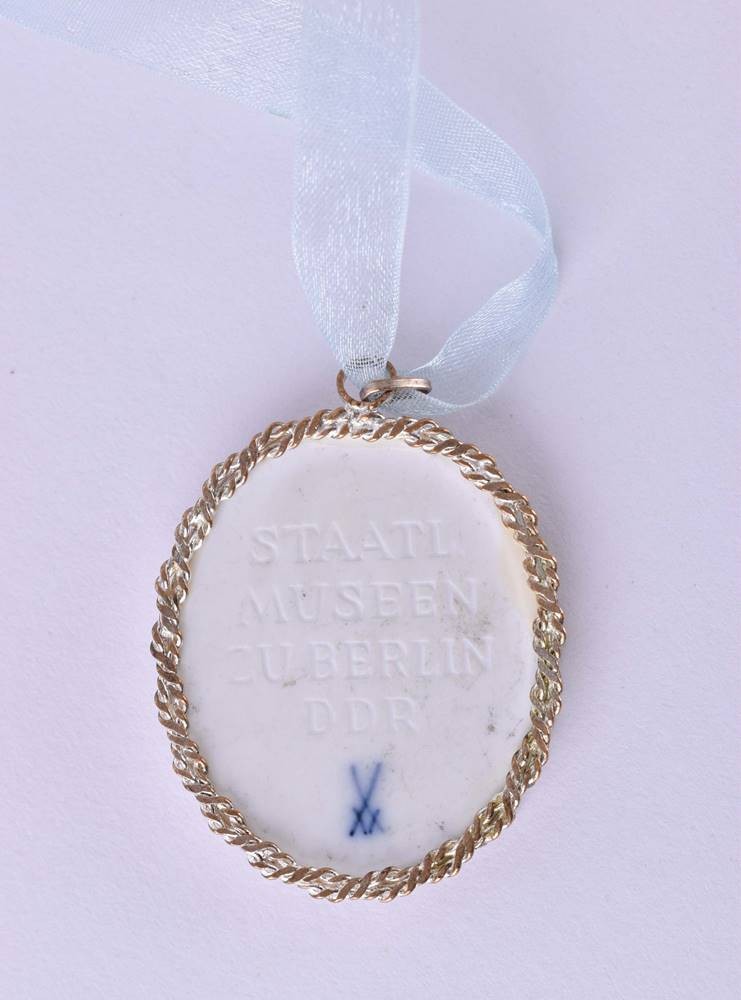 STAATL.
MUSEEN
ZU BERLIN
DDR